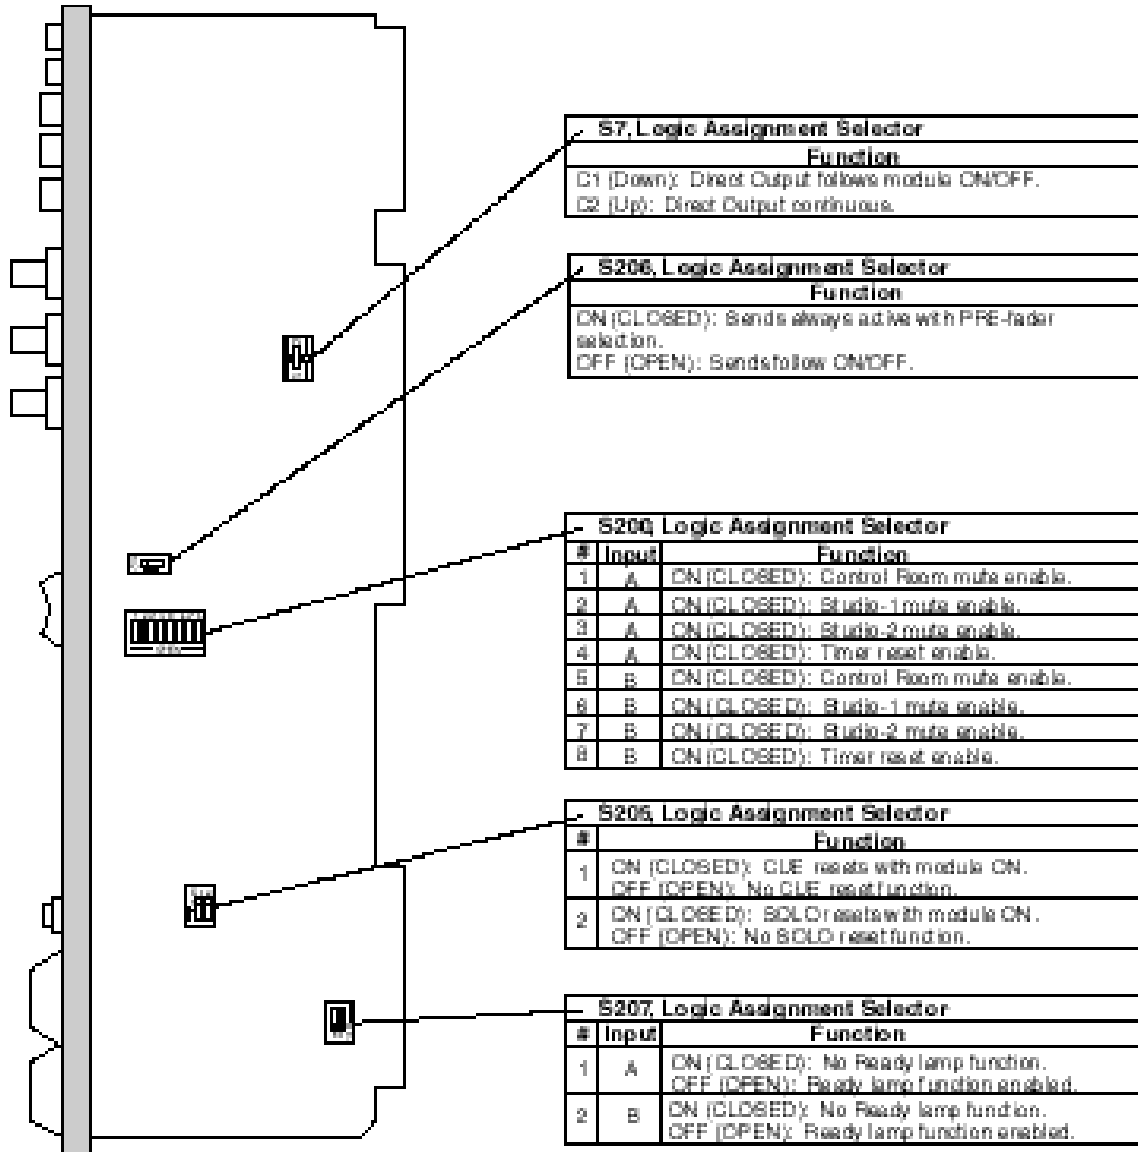 S7, Logic Assignment Selector
Function
C1 (Down): Direct Output follows module ON/OFF.
C2 (Up): Direct Output continuous.
S206, Logic Assignment Selector
Function
ON (CLOSED): Sends always active with PRE-fader
selection.
OFF (OPEN): Sends follow ON/OFF.
S200, Logic Assignment Selector
# Input Function
1 A ON (CLOSED): Control Room mute enable.
2 A ON (CLOSED): Studio-1 mute enable.
3 A ON (CLOSED): Studio-2 mute enable.
4 A ON (CLOSED): Timer reset enable.
5 B ON (CLOSED): Control Room mute enable.
6 B ON (CLOSED): Studio-1 mute enable.
7 B ON (CLOSED): Studio-2 mute enable.
8 B ON (CLOSED): Timer reset enable.
S205, Logic Assignment Selector
# Function
1 ON (CLOSED): CUE resets with module ON.
OFF (OPEN): No CUE reset function.
2 ON (CLOSED): SOLO resets with module ON.
OFF (OPEN): No SOLO reset function.
S207, Logic Assignment Selector
# Input Function
1 A ON (CLOSED): No Ready lamp function.
OFF (OPEN): Ready lamp function enabled.
2 B ON (CLOSED): No Ready lamp function.
OFF (OPEN): Ready lamp function enabled.